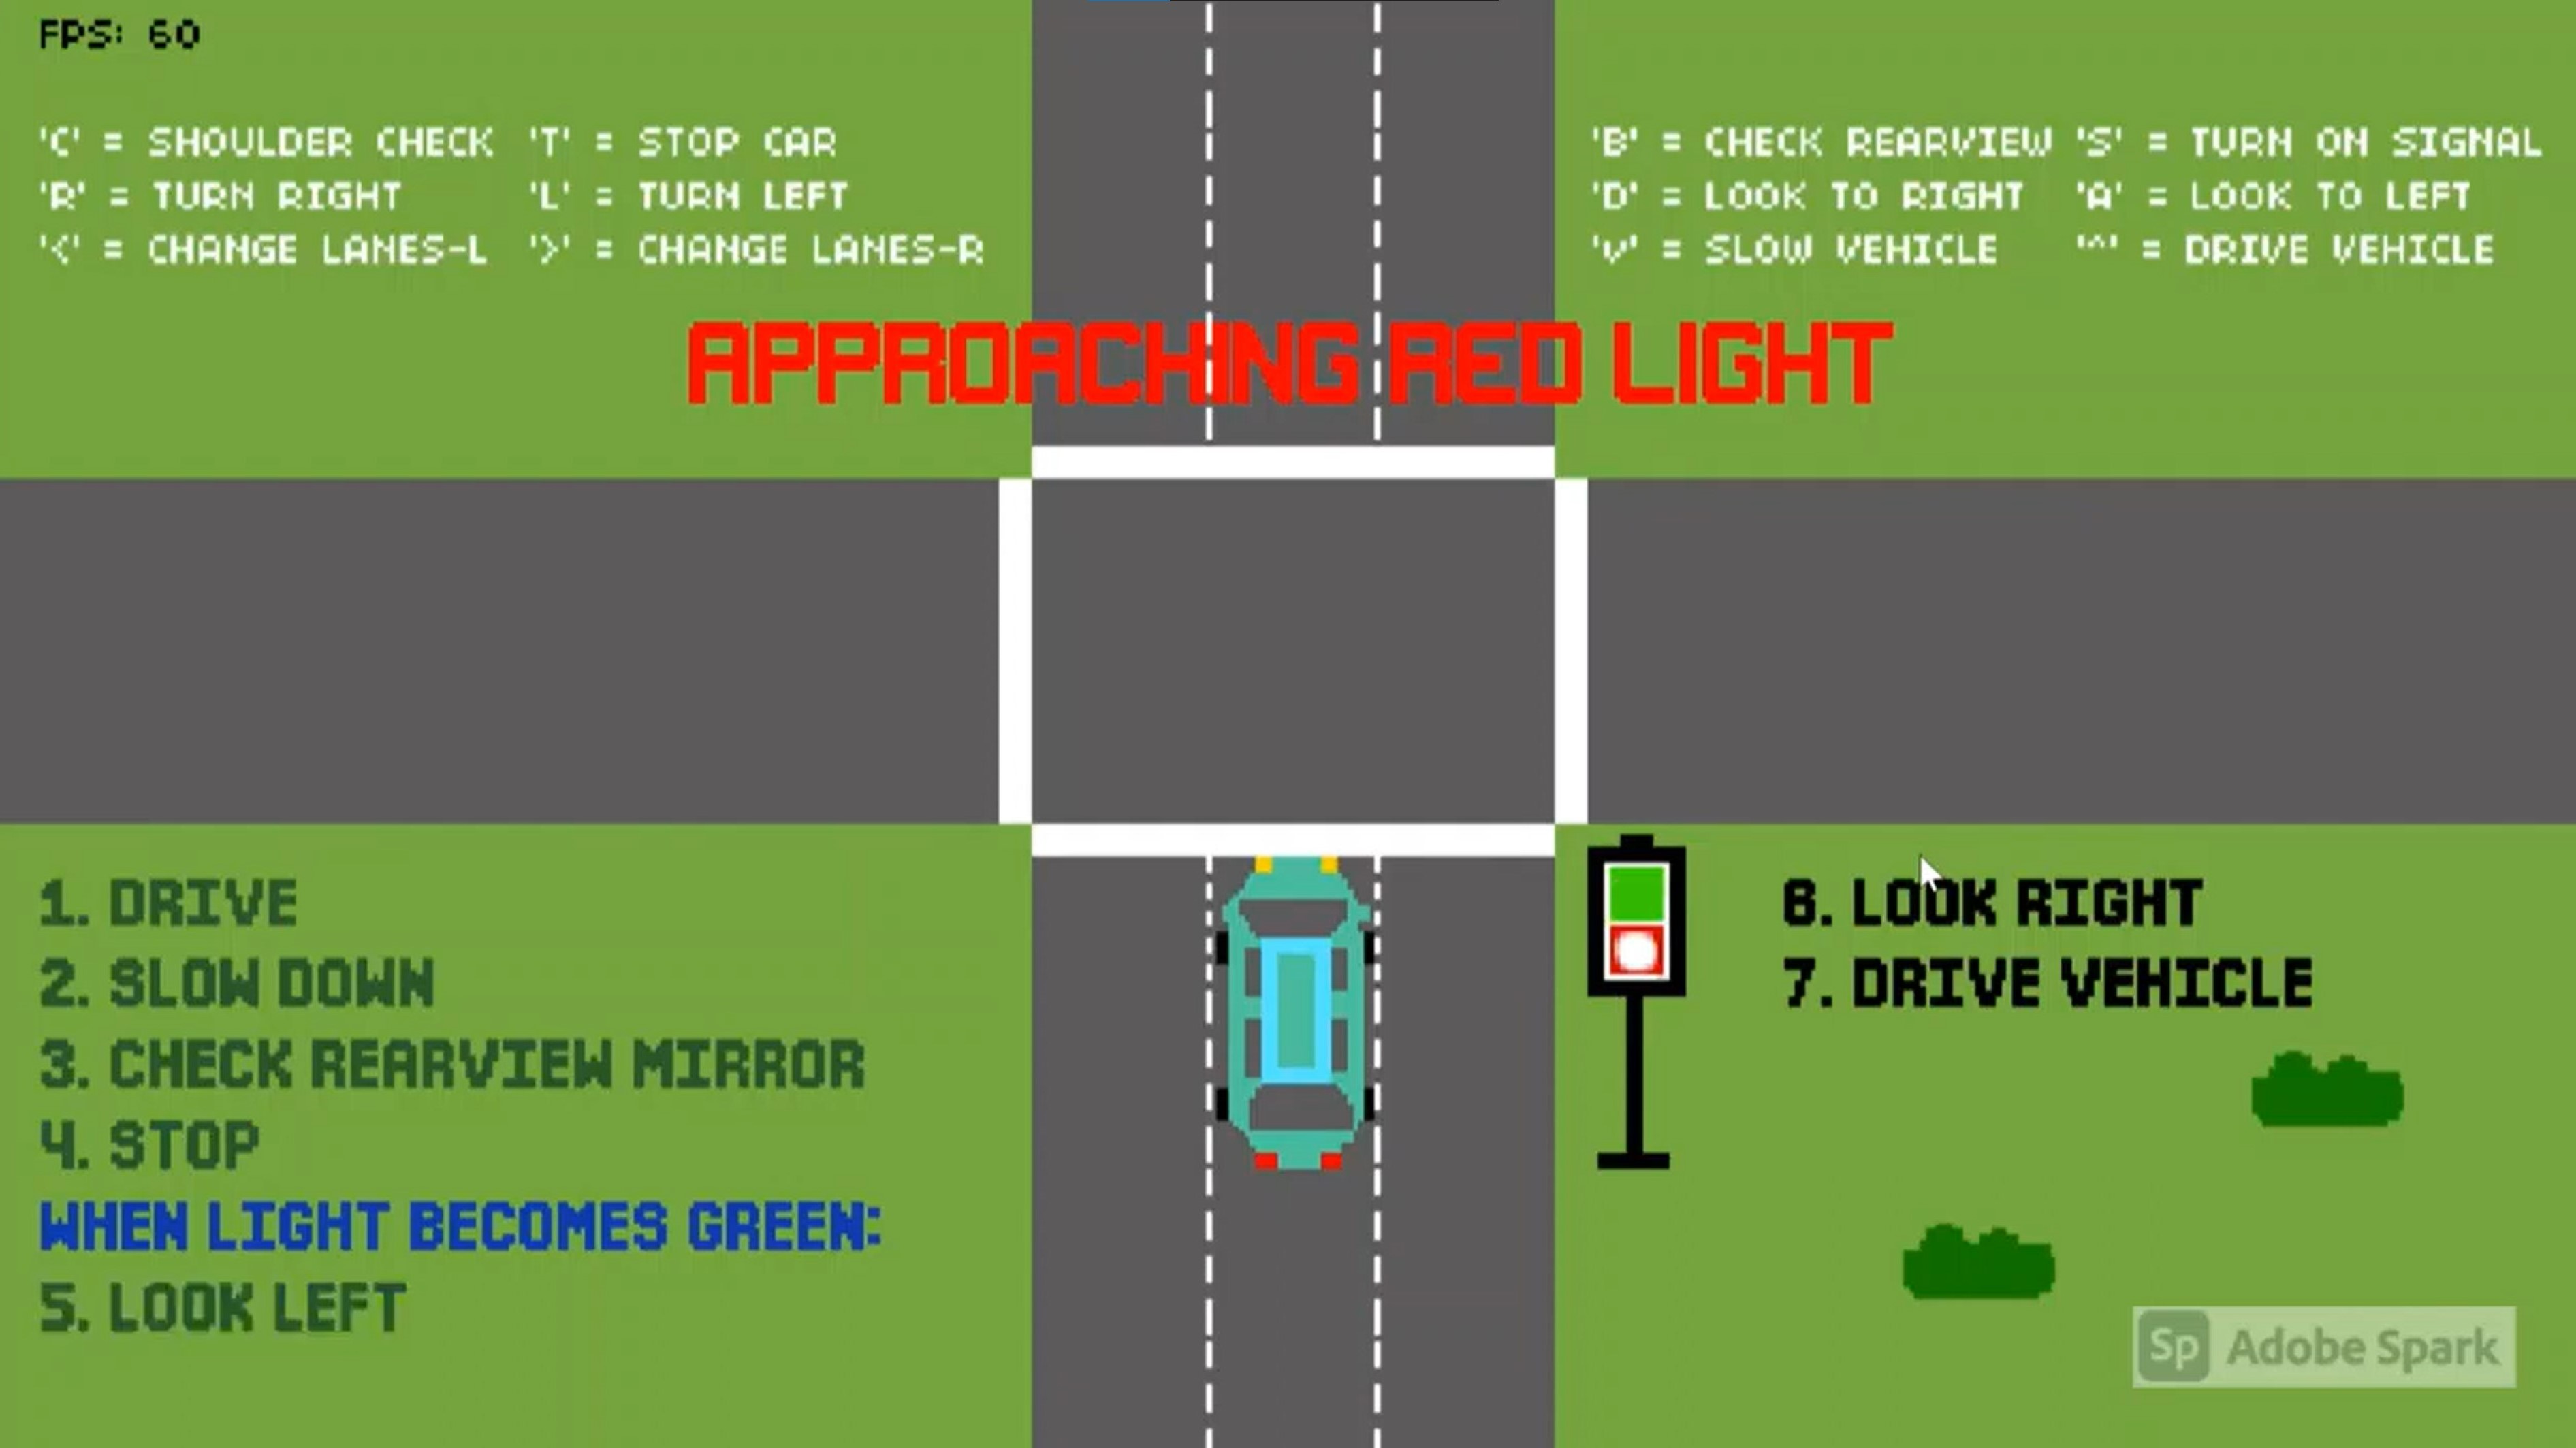 FPS: 60
'C' = SHOULDER CHECK 'T' = STOP CAR
'R' = TURN RIGHT 'L' = TURN LEFT
'<' = CHANGE LANES-L '>' = CHANGE LANES-R
'B' = CHECK REARVIEW 'S' = TURN ON SIGNAL
'D' = LOOK TO RIGHT 'A' = LOOK TO LEFT
'v' = SLOW VEHICLE '^' = DRIVE VEHICLE
APPROACHING RED LIGHT
1. DRIVE
2. SLOW DOWN
3. CHECK REARVIEW MIRROR
4. STOP
WHEN LIGHT BECOMES GREEN:
5. LOOK LEFT
6. LOOK RIGHT
7. DRIVE VEHICLE
Sp Adobe Spark